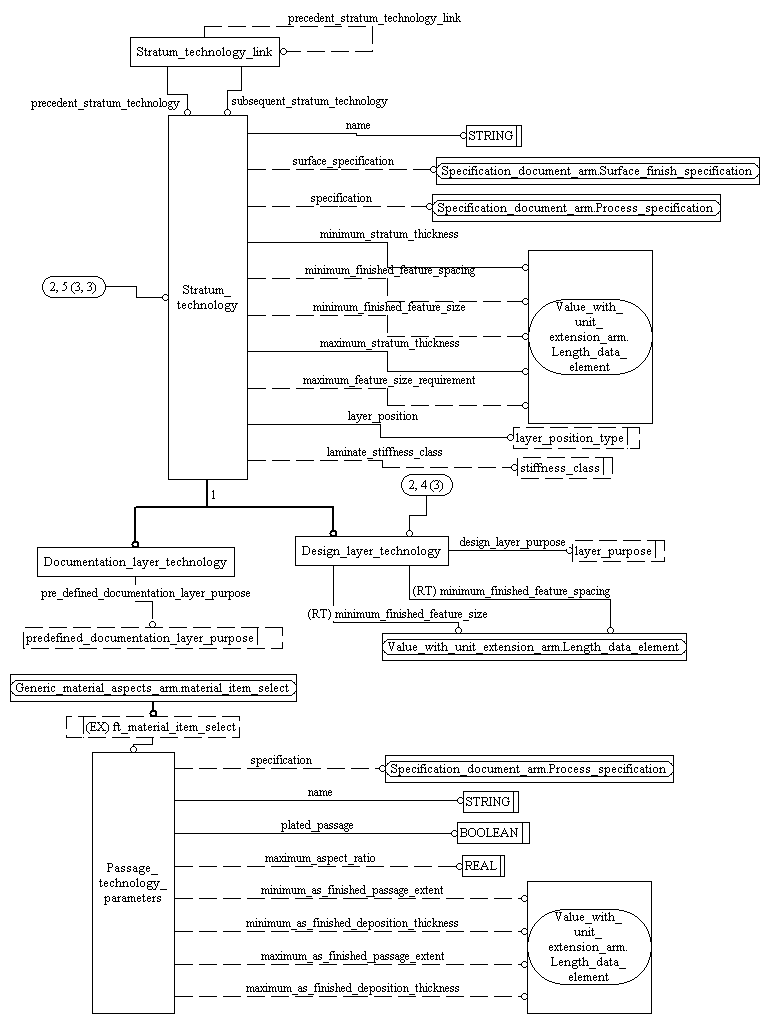 precedent_stratum_technology_link
Stratum_technology_link
precedent_stratum_technology
subsequent_stratum_technology
name
STRING
surface_specification
Specification_document_arm.Surface_finish_specification
specification
Specification_document_arm.Process_specification
minimum_stratum_thickness
minimum_finished_feature_spacing
2, 5 (3, 3)
Stratum_
technology
minimum_finished_feature_size
Value_with_
unit_
extension_arm.
Length_data_
element
maximum_stratum_thickness
maximum_feature_size_requirement
layer_position
layer_position_type
laminate_stiffness_class
stiffness_class
1
2, 4 (3)
Documentation_layer_technology
Design_layer_technology
design_layer_purpose
layer_purpose
pre_defined_documentation_layer_purpose
(RT) minimum_finished_feature_spacing
(RT) minimum_finished_feature_size
predefined_documentation_layer_purpose
Value_with_unit_extension_arm.Length_data_element
Generic_material_aspects_arm.material_item_select
(EX) ft_material_item_select
specification
Specification_document_arm.Process_specification
name
STRING
plated_passage
BOOLEAN
maximum_aspect_ratio
REAL
Passage_
technology_
parameters
minimum_as_finished_passage_extent
minimum_as_finished_deposition_thickness
maximum_as_finished_passage_extent
maximum_as_finished_deposition_thickness
Value_with_
unit_
extension_arm.
Length_data_
element